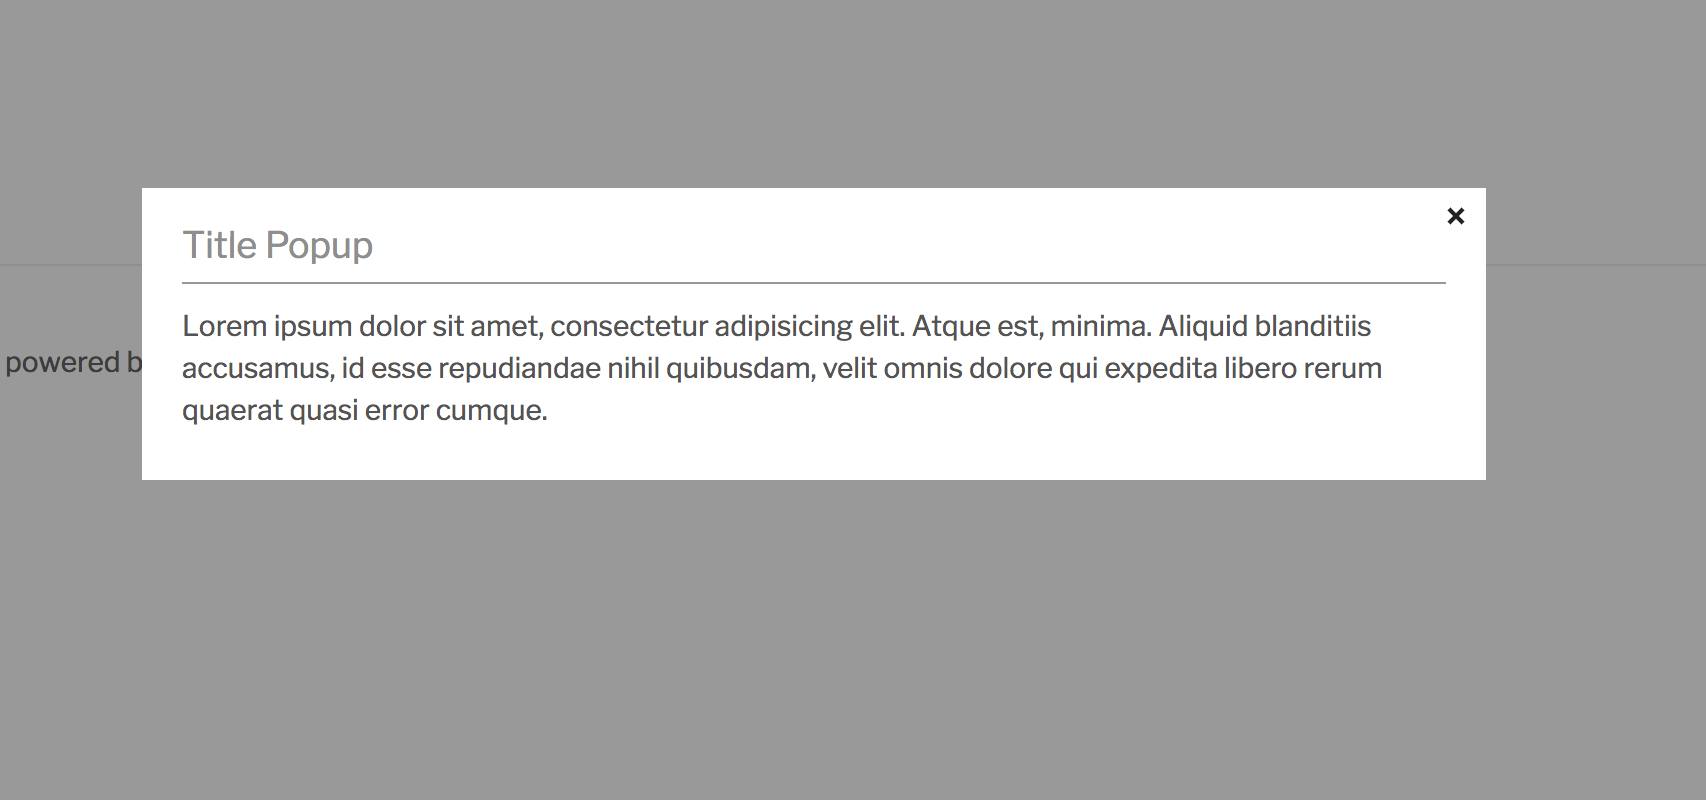 Title Popup
Lorem ipsum dolor sit amet, consectetur adipisicing elit. Atque est, minima. Aliquid blanditiis
powered b
accusamus, id esse repudiandae nihil quibusdam, velit omnis dolore qui expedita libero rerum
quaerat quasi error cumque.